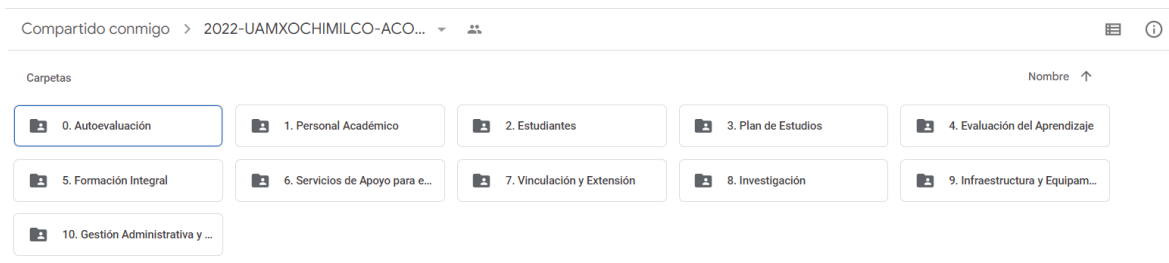 Compartido conmigo > 2022-UAMXOCHIMILCO-ACO...
Carpetas Nombre
0. Autoevaluación 1. Personal Académico 2. Estudiantes 3. Plan de Estudios 4. Evaluación del Aprendizaje
5. Formación Integral 6. Servicios de Apoyo para e... 7. Vinculación y Extensión 8. Investigación 9. Infraestructura y Equipam...
10. Gestión Administrativa y ...